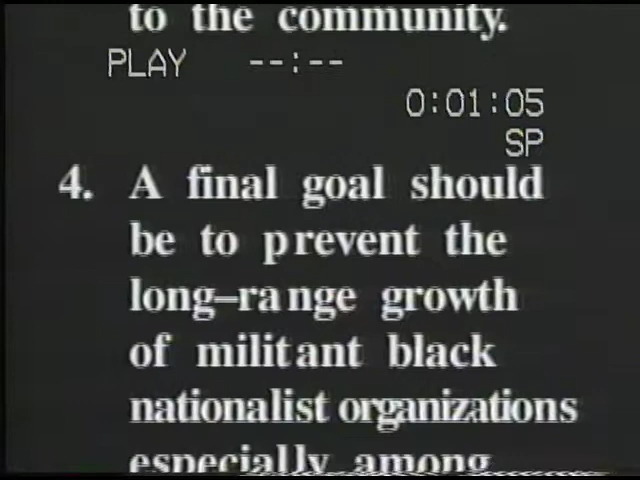 to the community.
PLAY --:--
0:01:05
SP
4. A final goal should
be to prevent the
long–range growth
of militant black
nationalist organizations
especially among